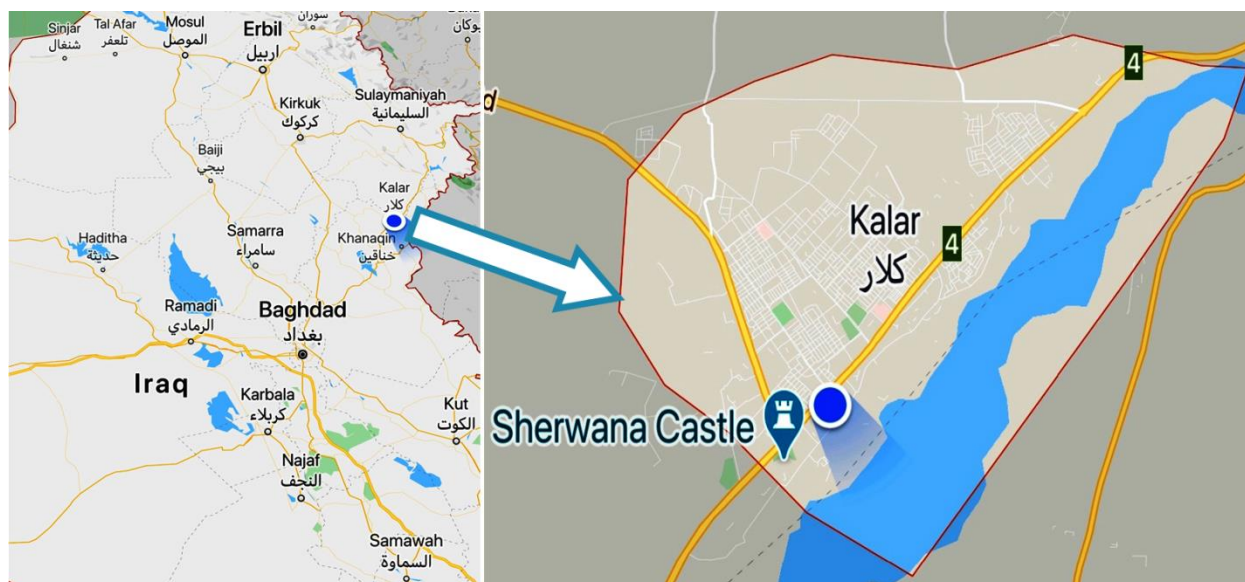 Sinjar
شنغال
Tal Afar
تلعفر
Mosul
الموصل
Erbil
اربيل
سوران
بوكان
Kirkuk
كركوك
Sulaymaniyah
السليمانية
Baiji
بيجي
Kalar
كلار
Khanaqin
خناقين
Haditha
حديثة
Samarra
سامراء
Ramadi
الرمادي
Baghdad
بغداد
Iraq
Karbala
كربلاء
Kut
الكوت
Najaf
النجف
Samawah
السماوة
4
d
Kalar
كلار
4
Sherwana Castle